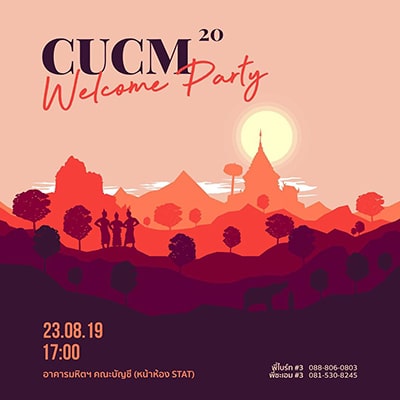 CUCM 20
Welcome Party
23.08.19
17:00
อาคารมหิตฯ คณะบัญชี (หน้าห้อง STAT)
พี่ไบร์ท #3 088-806-0803
พี่ชะเอม #3 081-530-8245